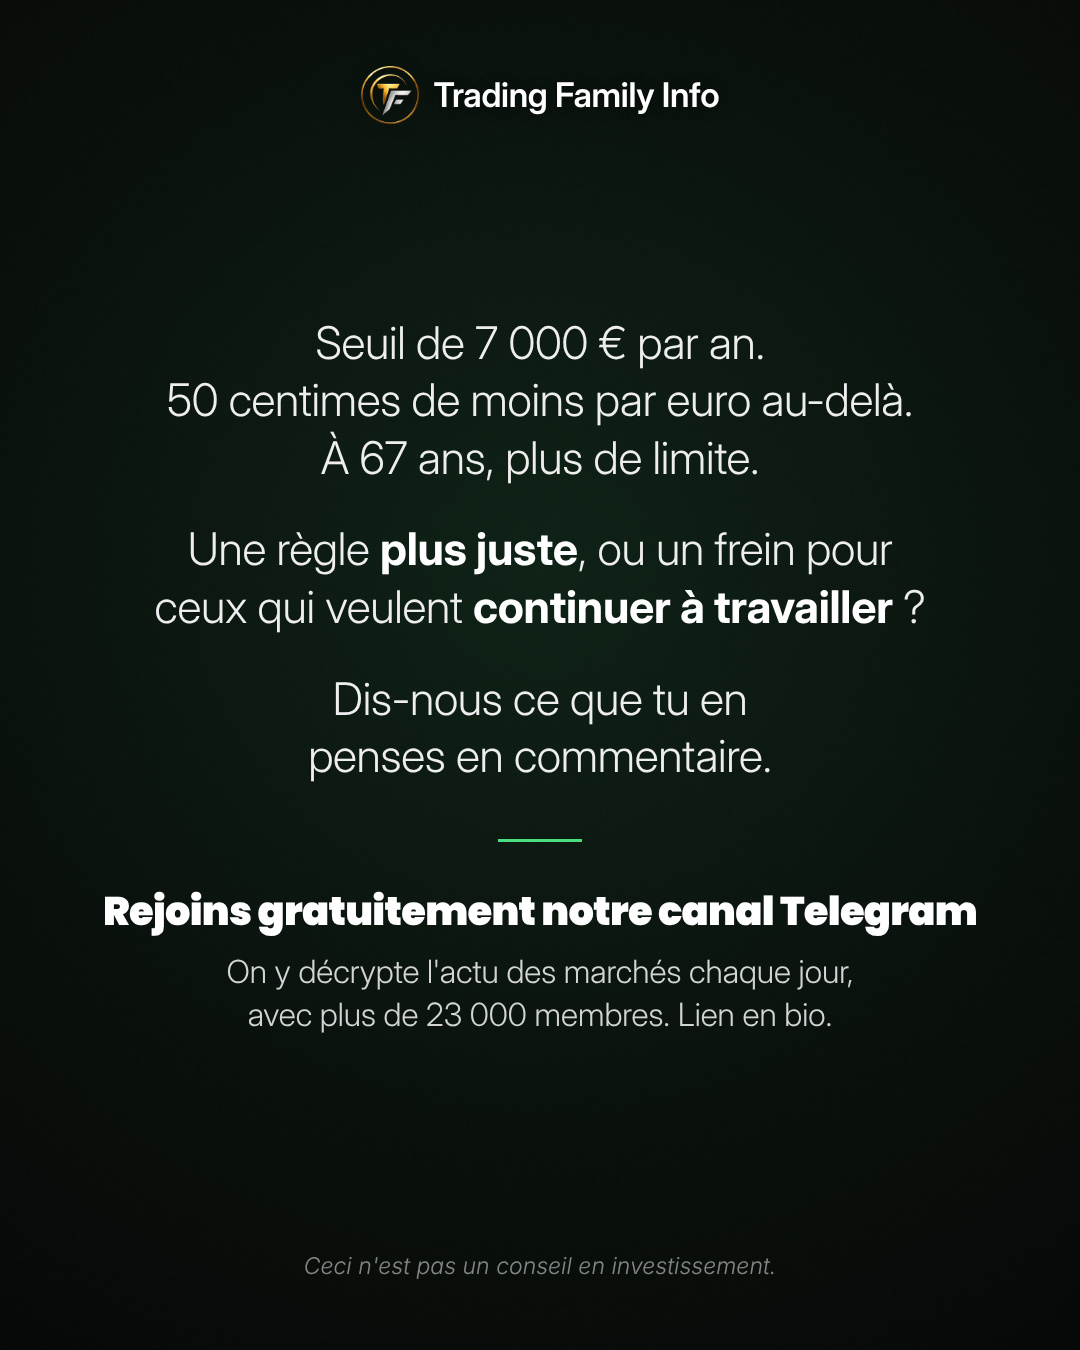 TF Trading Family Info
Seuil de 7 000 € par an.
50 centimes de moins par euro au-delà.
À 67 ans, plus de limite.
Une règle plus juste, ou un frein pour
ceux qui veulent continuer à travailler ?
Dis-nous ce que tu en
penses en commentaire.
Rejoins gratuitement notre canal Telegram
On y décrypte l'actu des marchés chaque jour,
avec plus de 23 000 membres. Lien en bio.
Ceci n'est pas un conseil en investissement.